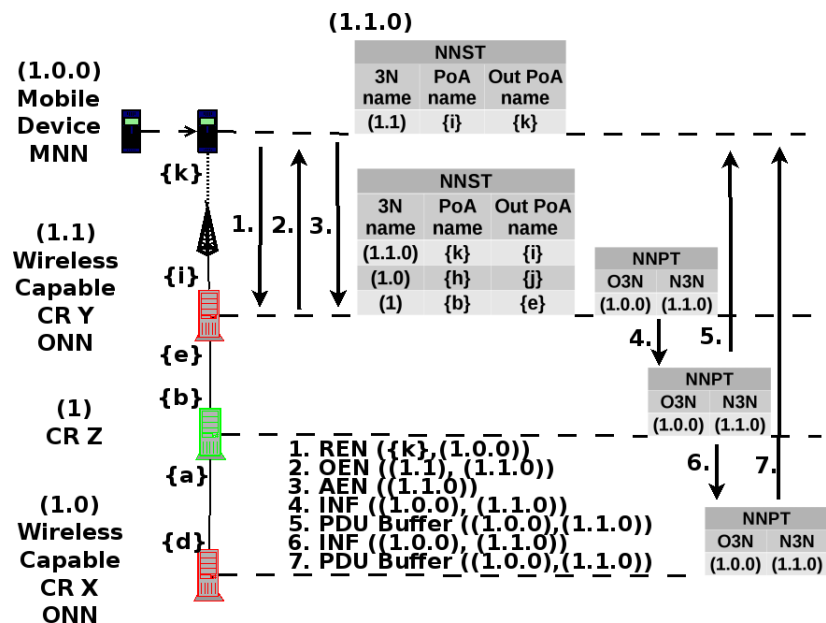 (1.1.0)
NNST
3N name PoA name Out PoA name
(1.1) {i} {k}
(1.0.0)
Mobile
Device
MNN
{k}
1. 2. 3.
NNST
3N name PoA name Out PoA name
(1.1.0) {k} {i}
(1.0) {h} {j}
(1) {b} {e}
(1.1)
Wireless
Capable
CR Y
ONN
{i}
{e}
NNPT
O3N N3N
(1.0.0) (1.1.0)
4. 5.
NNPT
O3N N3N
(1.0.0) (1.1.0)
{b}
(1)
CR Z
{a}
6. 7.
1. REN ({k},(1.0.0))
2. OEN ((1.1), (1.1.0))
3. AEN ((1.1.0))
4. INF ((1.0.0), (1.1.0))
5. PDU Buffer ((1.0.0),(1.1.0))
6. INF ((1.0.0), (1.1.0))
7. PDU Buffer ((1.0.0),(1.1.0))
(1.0)
Wireless
Capable
CR X
ONN
{d}
NNPT
O3N N3N
(1.0.0) (1.1.0)